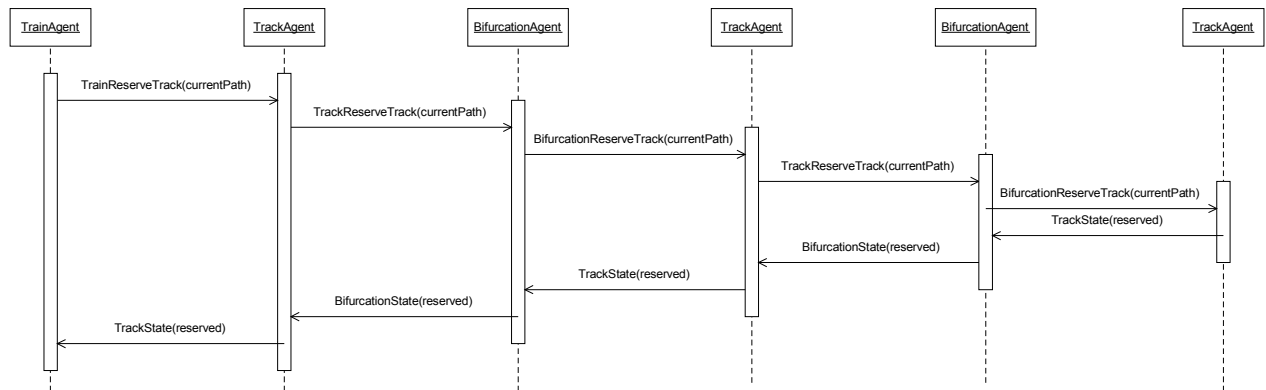 TrainAgent
TrackAgent
BifurcationAgent
TrackAgent
BifurcationAgent
TrackAgent
TrainReserveTrack(currentPath)
TrackReserveTrack(currentPath)
BifurcationReserveTrack(currentPath)
TrackReserveTrack(currentPath)
BifurcationReserveTrack(currentPath)
TrackState(reserved)
BifurcationState(reserved)
TrackState(reserved)
BifurcationState(reserved)
TrackState(reserved)